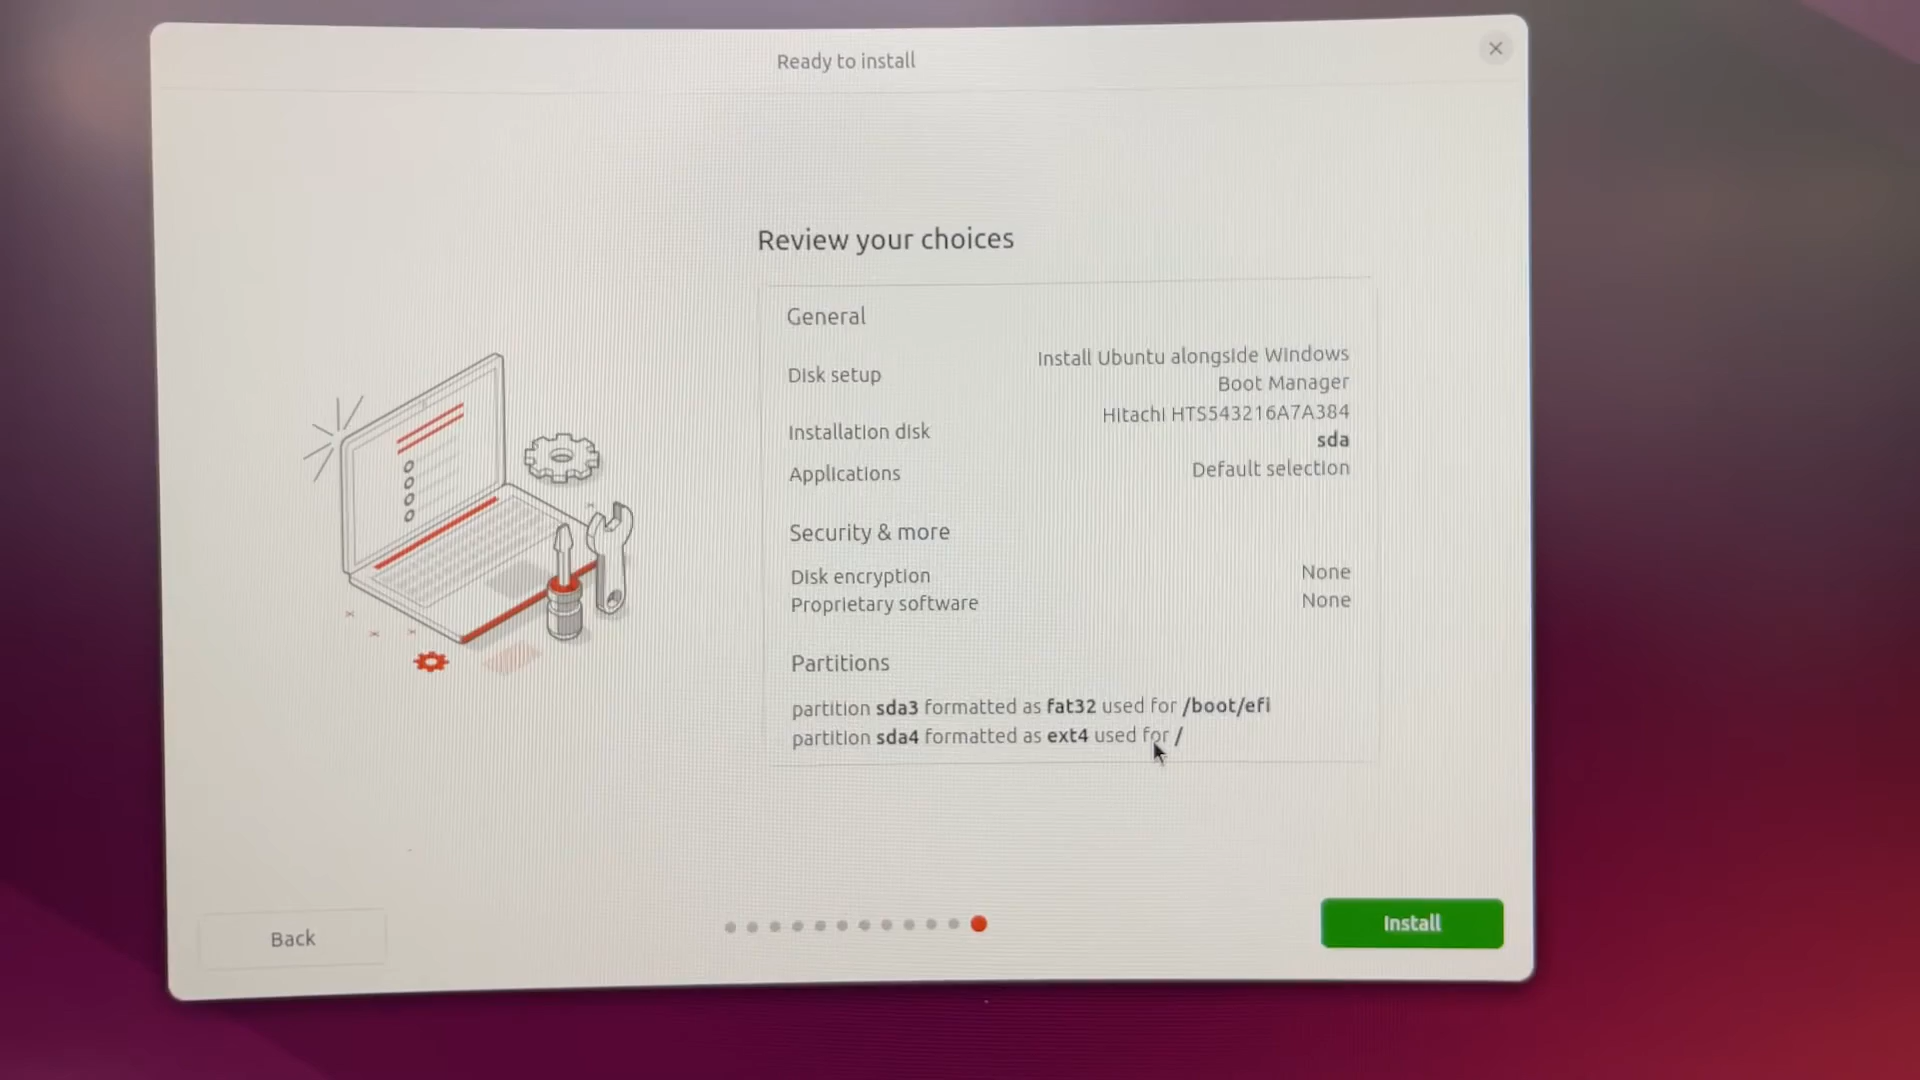 Ready to install
Review your choices
General
Disk setup
Install Ubuntu alongside Windows
Boot Manager
Installation disk
Hitachi HTS543216A7A384
sda
Applications
Default selection
Security & more
Disk encryption
None
Proprietary software
None
Partitions
partition sda3 formatted as fat32 used for /boot/efi
partition sda4 formatted as ext4 used for /
Back
Install